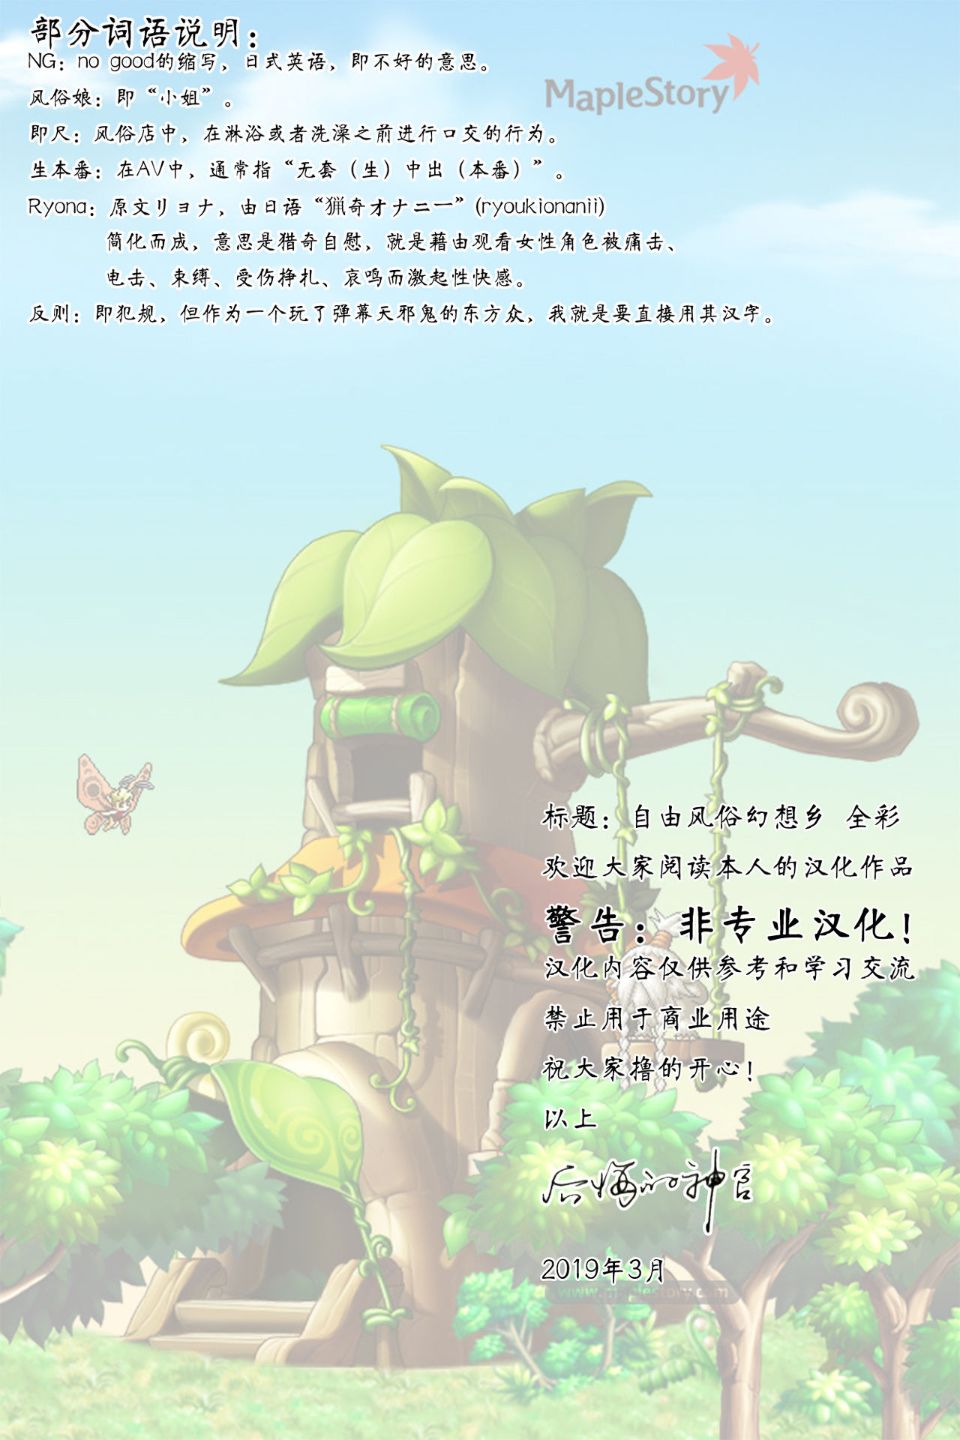 部分词语说明：
NG：no good的缩写，日式英语，即不好的意思。
风俗娘：即“小姐”。
即尺：风俗店中，在淋浴或者洗澡之前进行口交的行为。
生本番：在AV中，通常指“无套（生）中出（本番）”。
Ryona：原文リョナ，由日语“猟奇オナニー”(ryoukionanii)
简化而成，意思是猎奇自慰，就是藉由观看女性角色被痛击、
电击、束缚、受伤挣扎、哀鸣而激起性快感。
反则：即犯规，但作为一个玩了弹幕天邪鬼的东方众，我就是要直接用其汉字。
MapleStory
标题：自由风俗幻想乡 全彩
欢迎大家阅读本人的汉化作品
警告：非专业汉化！
汉化内容仅供参考和学习交流
禁止用于商业用途
祝大家撸的开心！
以上
后悔的神官
2019年3月
www.maplestory.com